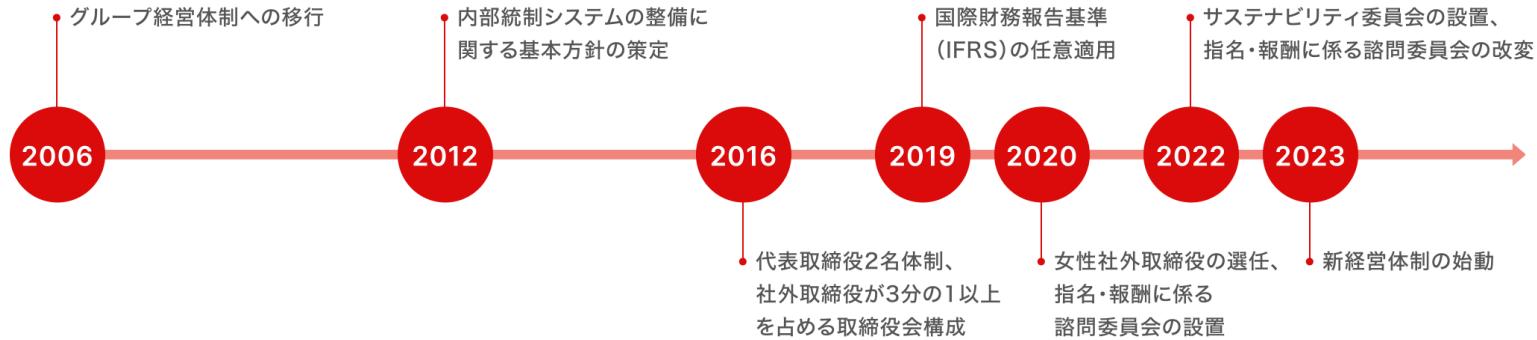 グループ経営体制への移行
内部統制システムの整備に
関する基本方針の策定
国際財務報告基準
（IFRS）の任意適用
サステナビリティ委員会の設置、
指名・報酬に係る諮問委員会の改変
2006
2012
2016
2019
2020
2022
2023
代表取締役2名体制、
社外取締役が3分の1以上
を占める取締役会構成
女性社外取締役の選任、
指名・報酬に係る
諮問委員会の設置
新経営体制の始動